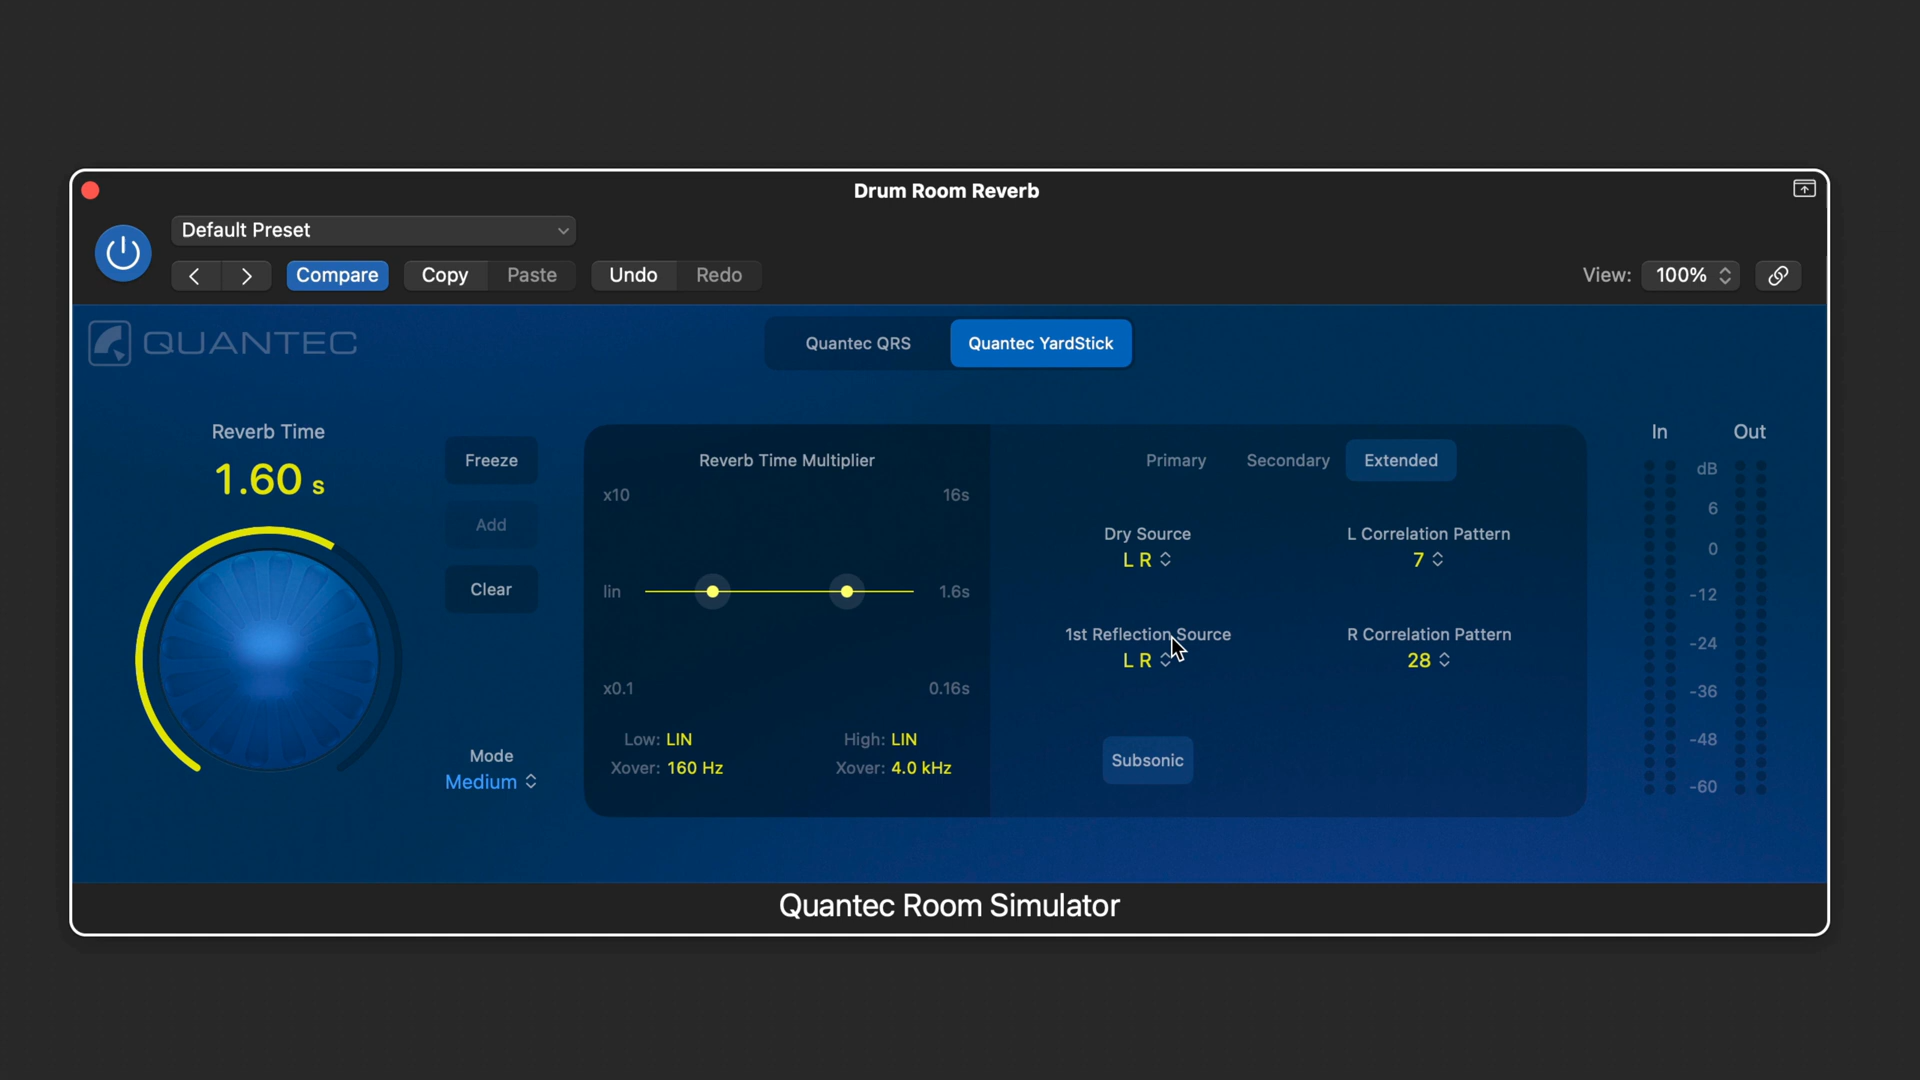 Drum Room Reverb
Default Preset
Compare
Copy
Paste
Undo
Redo
View:
100%
QUANTEC
Quantec QRS
Quantec YardStick
Reverb Time
1.60 s
Freeze
Add
Clear
Mode
Medium
Reverb Time Multiplier
x10
16s
lin
1.6s
x0.1
0.16s
Low: LIN
High: LIN
Xover: 160 Hz
Xover: 4.0 kHz
Primary
Secondary
Extended
Dry Source
L R
L Correlation Pattern
7
1st Reflection Source
L R
R Correlation Pattern
28
Subsonic
In
Out
dB
6
0
-12
-24
-36
-48
-60
Quantec Room Simulator